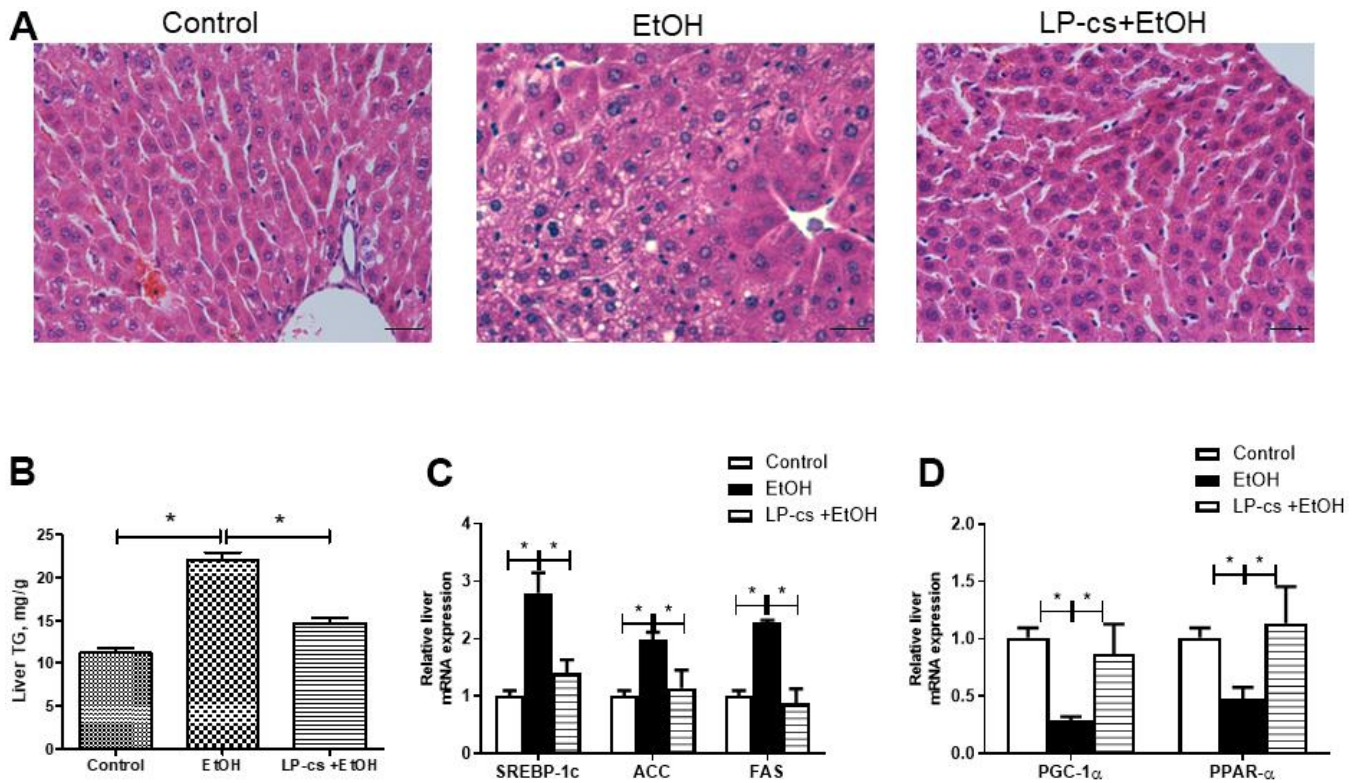 A
Control
EtOH
LP-cs+EtOH
B
Liver TG, mg/g
25
20
15
10
5
0
*
*
Control
EtOH
LP-cs +EtOH
C
Control
EtOH
LP-cs +EtOH
Relative liver
mRNA expression
4
3
2
1
0
* *
* *
* *
SREBP-1c
ACC
FAS
D
Control
EtOH
LP-cs +EtOH
Relative liver
mRNA expression
2.0
1.5
1.0
0.5
0.0
* *
* *
PGC-1α
PPAR-α